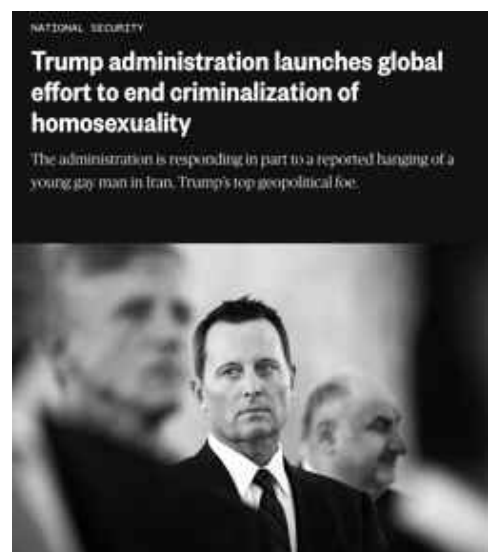 NATIONAL SECURITY
Trump administration launches global
effort to end criminalization of
homosexuality
The administration is responding in part to a reported hanging of a
young gay man in Iran, Trump's top geopolitical foe.